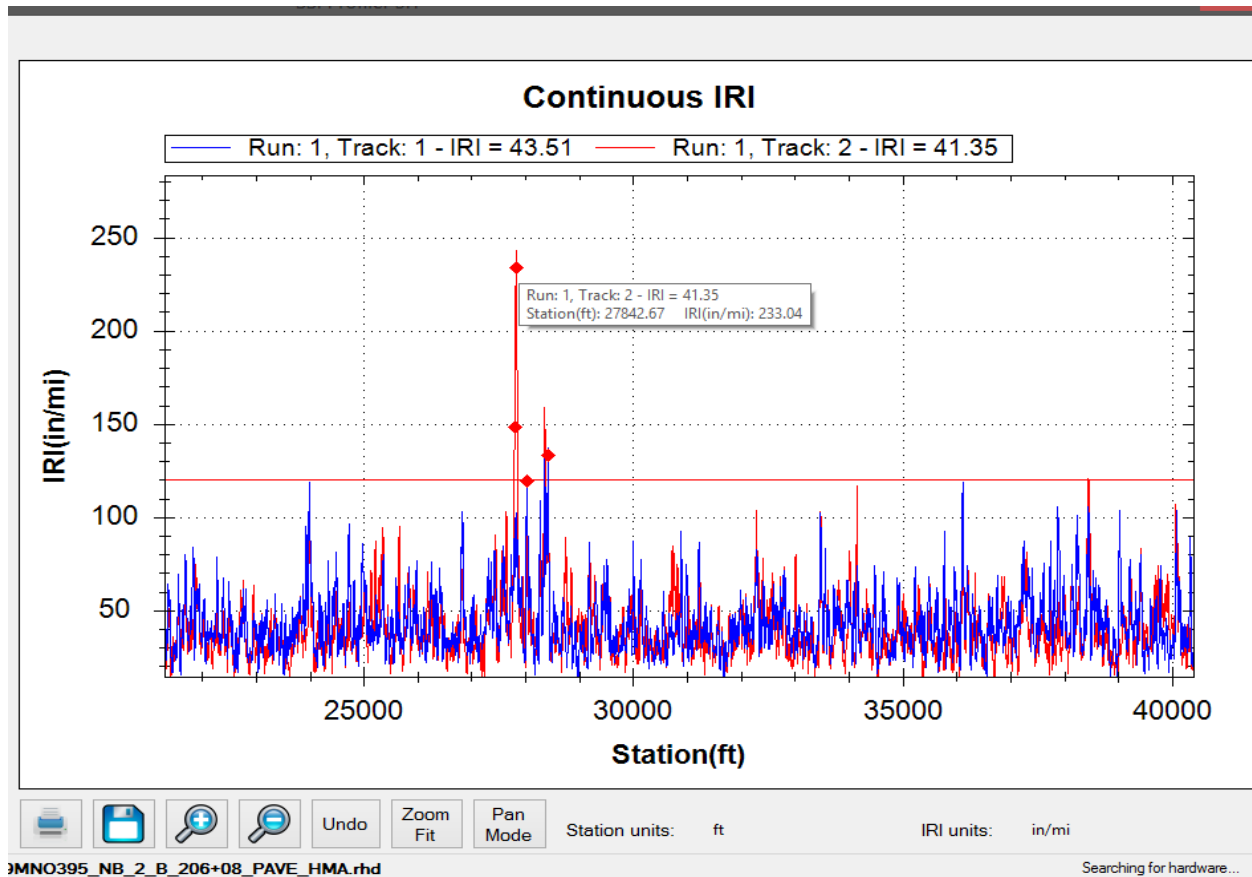 Continuous IRI
Run: 1, Track: 1 - IRI = 43.51 Run: 1, Track: 2 - IRI = 41.35
250
200
150
100
50
IRI(in/mi)
Run: 1, Track: 2 - IRI = 41.35
Station(ft): 27842.67 IRI(in/mi): 233.04
25000 30000 35000 40000
Station(ft)
Undo Zoom Fit Pan Mode Station units: ft IRI units: in/mi
9MNO395_NB_2_B_206+08_PAVE_HMA.rhd Searching for hardware...